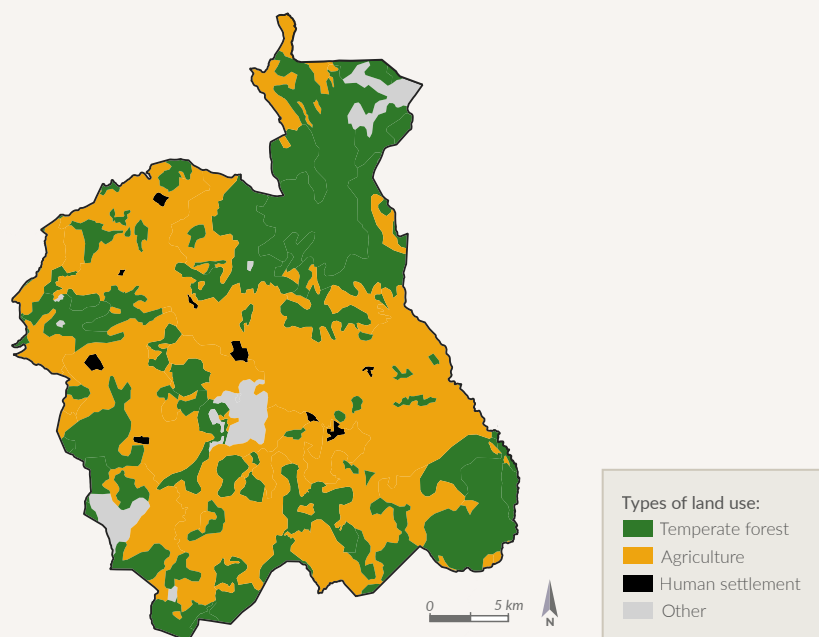 Types of land use:
Temperate forest
Agriculture
Human settlement
Other
0 5 km
N